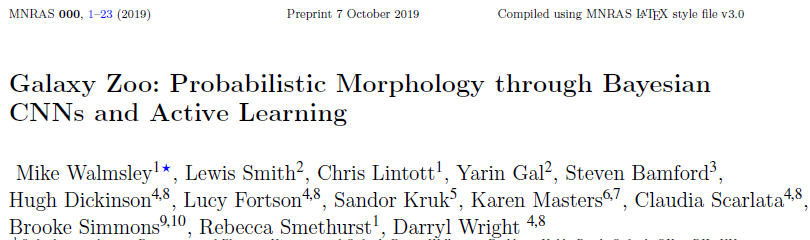 MNRAS 000, 1–23 (2019) Preprint 7 October 2019 Compiled using MNRAS LATEX style file v3.0
Galaxy Zoo: Probabilistic Morphology through Bayesian
CNNs and Active Learning
Mike Walmsley1⋆, Lewis Smith2, Chris Lintott1, Yarin Gal2, Steven Bamford3,
Hugh Dickinson4,8, Lucy Fortson4,8, Sandor Kruk5, Karen Masters6,7, Claudia Scarlata4,8,
Brooke Simmons9,10, Rebecca Smethurst1, Darryl Wright 4,8